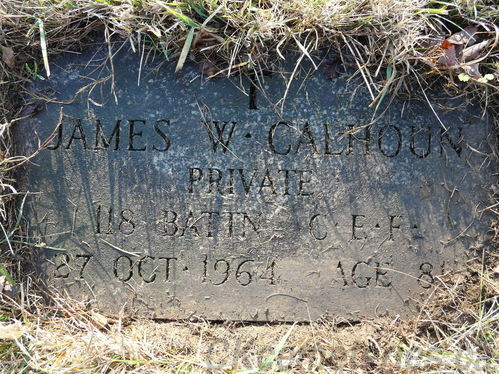 JAMES W. CALHOUN
PRIVATE
118 BATTN C.E.F.
27 OCT. 1964 AGE